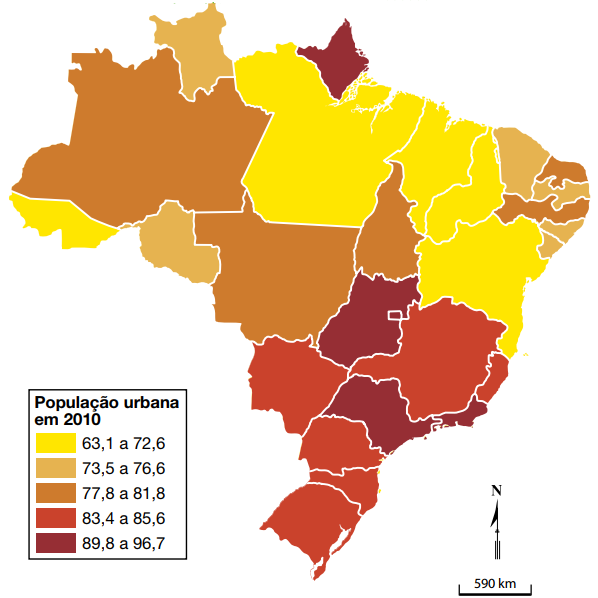 População urbana
em 2010
63,1 a 72,6
73,5 a 76,6
77,8 a 81,8
83,4 a 85,6
89,8 a 96,7
N
590 km